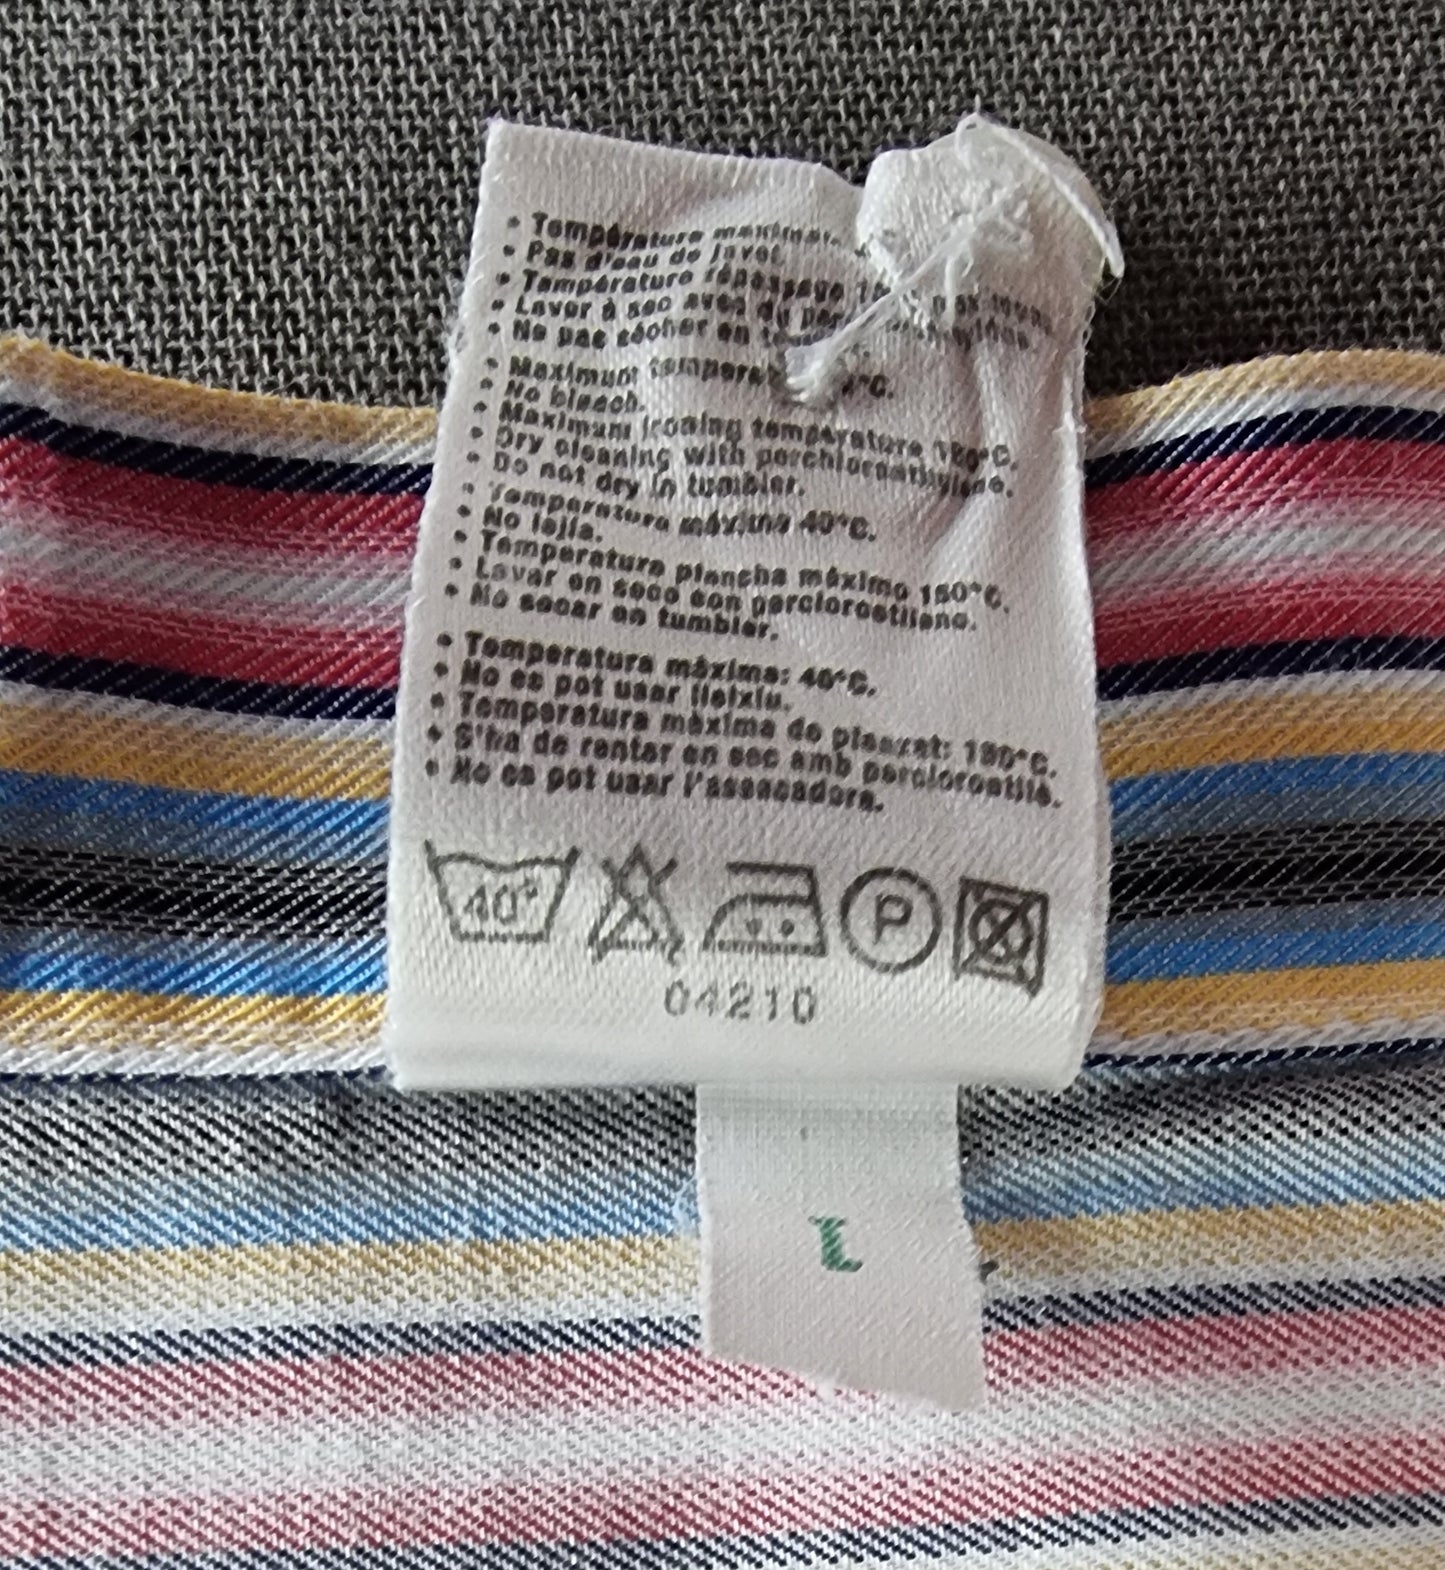 • Température maximale
• Pas d'eau de Javel
• Température repassage
• Laver à sec avec du
• Ne pas sécher en
• Maximum temperature °C.
• No bleach.
• Maximum ironing temperature °C.
• Dry cleaning with perchloroethylene.
• Do not dry in tumbler.
• Temperatura máxima 40°C.
• No lejía.
• Temperatura plancha máximo 150°C.
• Lavar en seco con percloroetileno.
• No secar en tumbler.
• Temperatura màxima: 40°C.
• No es pot usar lleixiu.
• Temperatura màxima de planxat: °C.
• S'ha de rentar en sec amb percloroetilè.
• No es pot usar l'assecadora.
40° P
04210
L